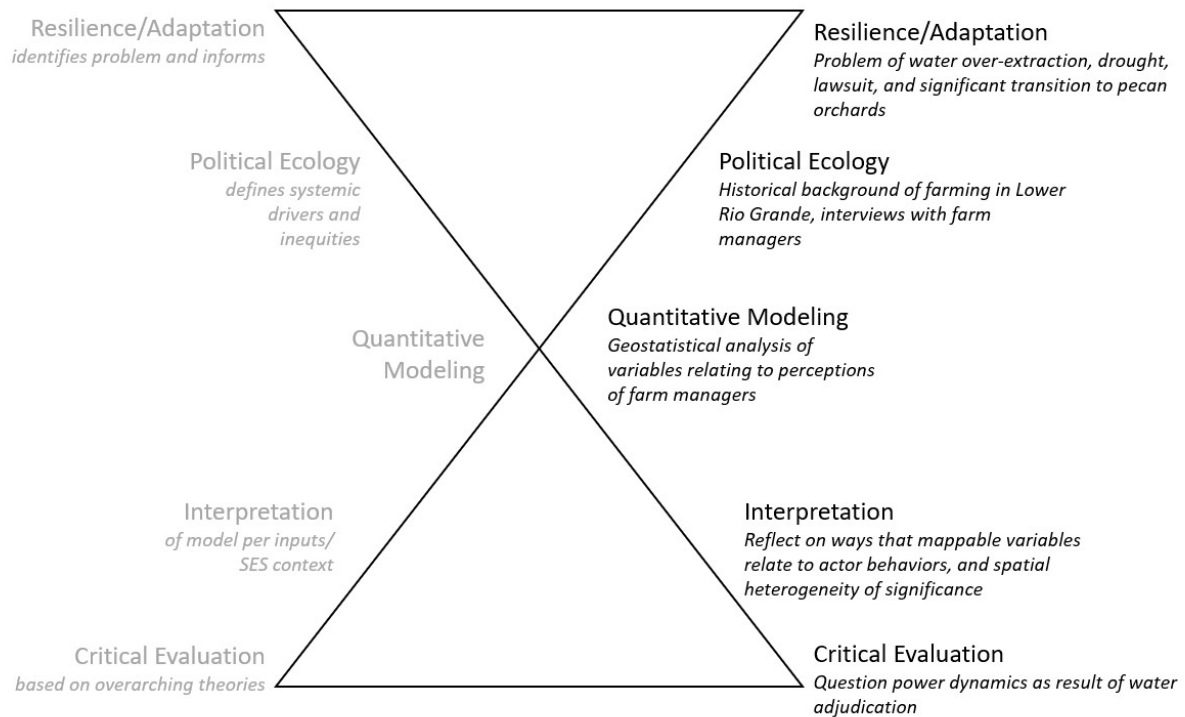 Resilience/Adaptation
identifies problem and informs
Resilience/Adaptation
Problem of water over-extraction, drought,
lawsuit, and significant transition to pecan
orchards
Political Ecology
defines systemic
drivers and
inequities
Political Ecology
Historical background of farming in Lower
Rio Grande, interviews with farm
managers
Quantitative
Modeling
Quantitative Modeling
Geostatistical analysis of
variables relating to perceptions
of farm managers
Interpretation
of model per inputs/
SES context
Interpretation
Reflect on ways that mappable variables
relate to actor behaviors, and spatial
heterogeneity of significance
Critical Evaluation
based on overarching theories
Critical Evaluation
Question power dynamics as result of water
adjudication